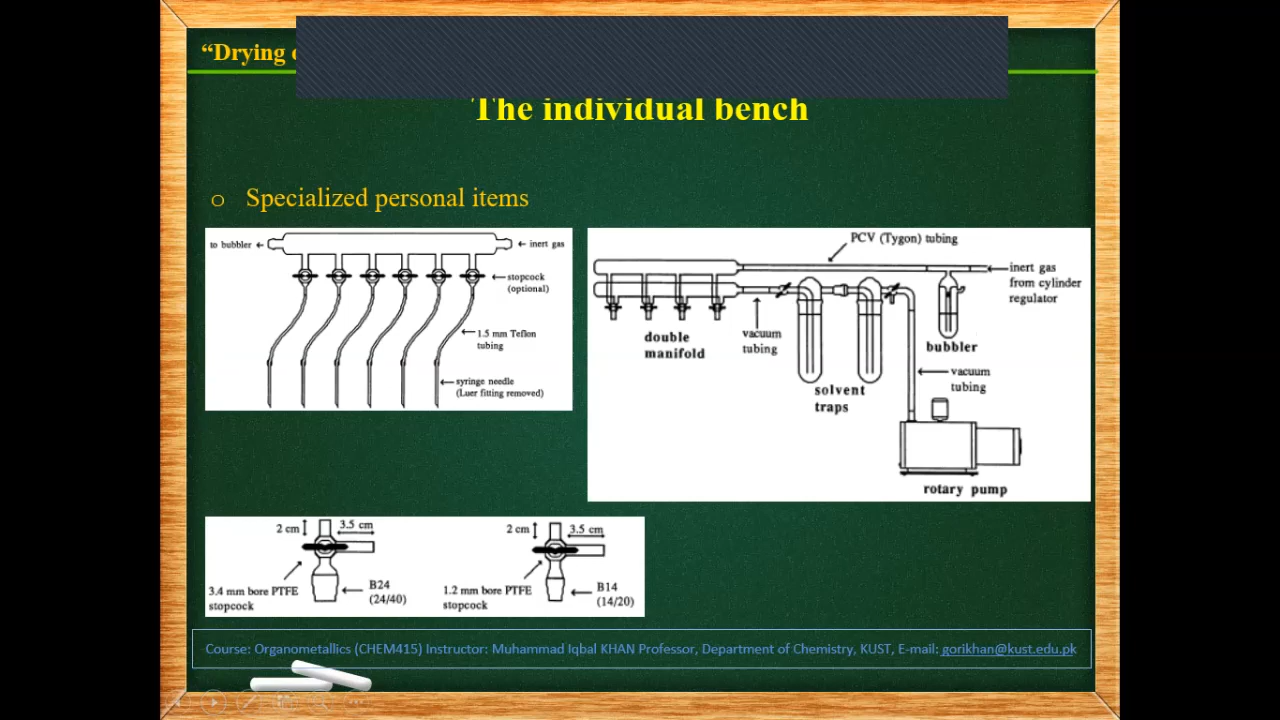 “Drying
The individual bench
o Specialized personal items
to bubbler
inert gas
stopcock
(optional)
1.5 mm Teflon
tubing
syringe needle
(Luer fitting removed)
PCV (Tygon) tubing
inert gas
from cylinder
regulator
double
manifold
vacuum
tubing
bubbler
solvent
traps
vacuum
tubing
rotary pump
2 cm
3.5 cm
3.4 mm bore PTFE
stopcock
B24
(24/40)
2 cm
3.5 cm
1.2 mm bore PTFE
stopcock
B14
(14/20)
Course: Organometallics (CHEM415) Instructor: Muhammad Iqbal KHAN Professor, Department of Chemistry, KUST, E-mail: gorikhan@kust.edu.pk